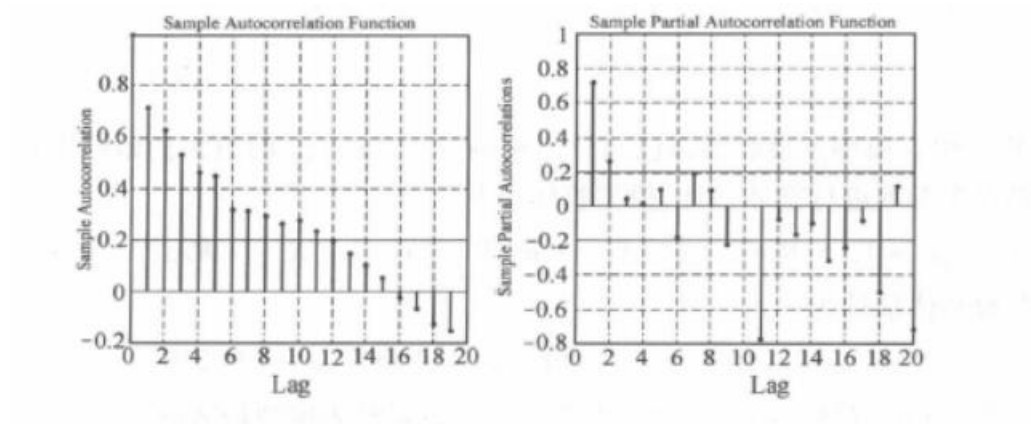 Sample Autocorrelation Function
Sample Autocorrelation
0.8
0.6
0.4
0.2
0
−0.2
0 2 4 6 8 10 12 14 16 18 20
Lag
Sample Partial Autocorrelation Function
Sample Partial Autocorrelations
1
0.8
0.6
0.4
0.2
0
−0.2
−0.4
−0.6
−0.8
0 2 4 6 8 10 12 14 16 18 20
Lag